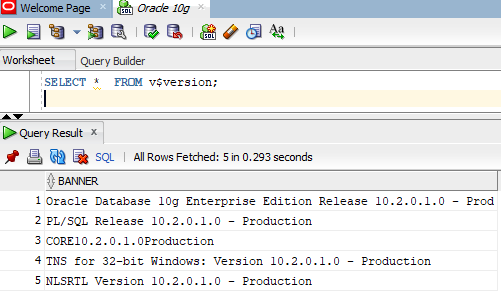 Welcome Page
Oracle 10g
SQL
Aa
Worksheet
Query Builder
SELECT * FROM v$version;
Query Result
SQL
All Rows Fetched: 5 in 0.293 seconds
BANNER
1 Oracle Database 10g Enterprise Edition Release 10.2.0.1.0 - Prod
2 PL/SQL Release 10.2.0.1.0 - Production
3 CORE10.2.0.1.0Production
4 TNS for 32-bit Windows: Version 10.2.0.1.0 - Production
5 NLSRTL Version 10.2.0.1.0 - Production